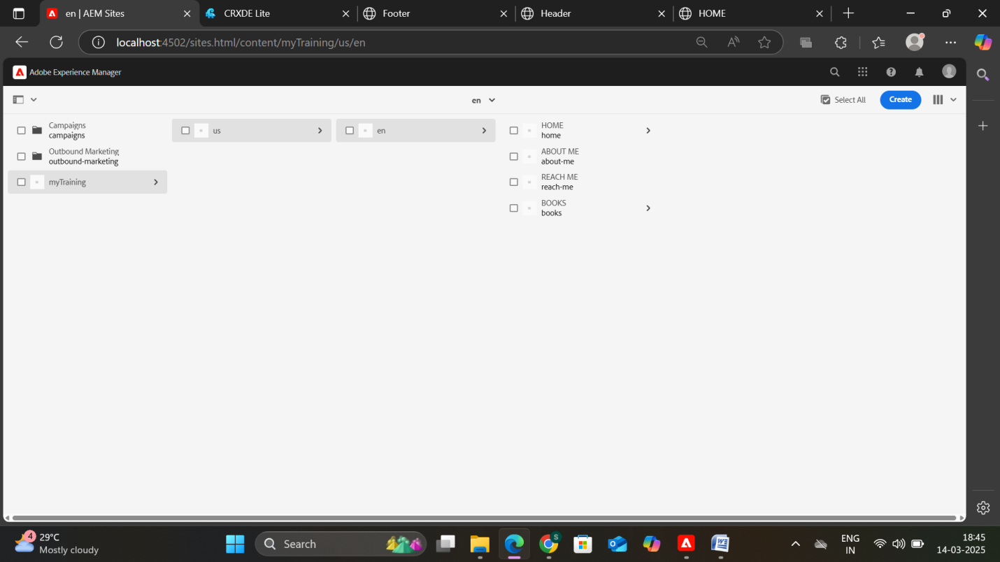 en | AEM Sites
CRXDE Lite
Footer
Header
HOME
localhost:4502/sites.html/content/myTraining/us/en
Adobe Experience Manager
en
Select All
Create
Campaigns
campaigns
Outbound Marketing
outbound-marketing
myTraining
us
en
HOME
home
ABOUT ME
about-me
REACH ME
reach-me
BOOKS
books
4
29°C
Mostly cloudy
Search
S
ENG
IN
18:45
14-03-2025